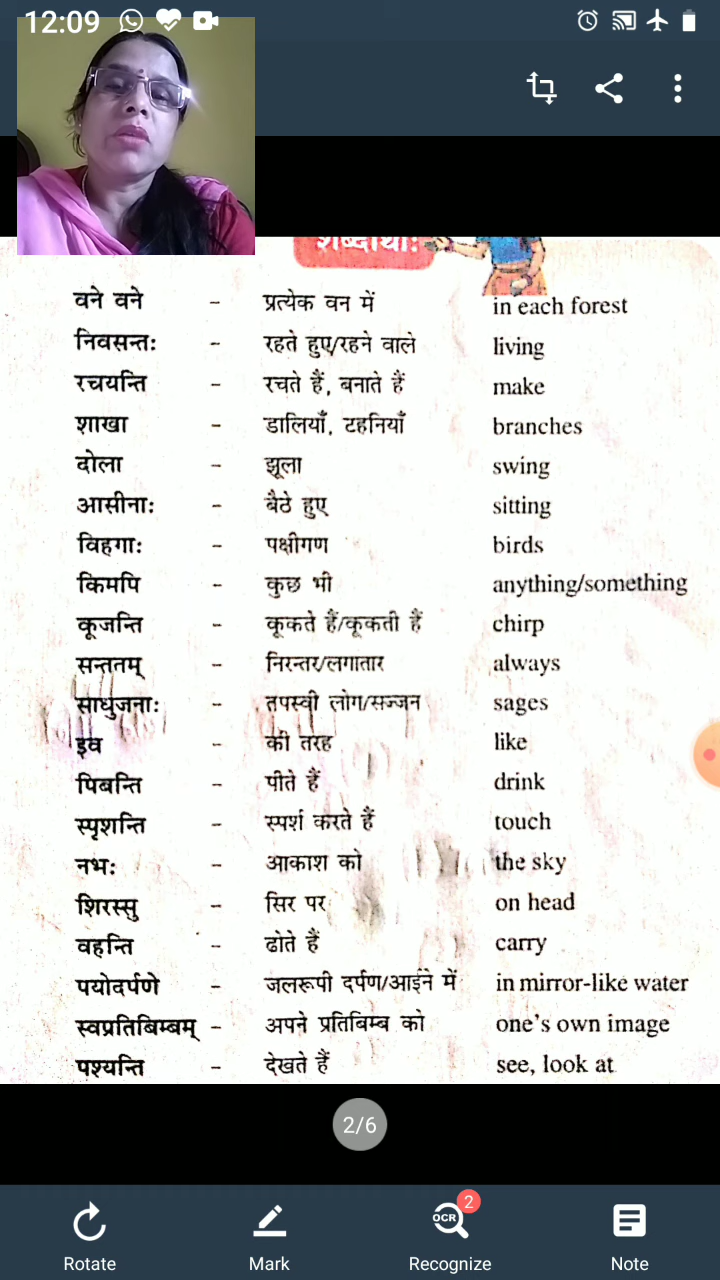 12:09
शब्दार्थाः
वने वने - प्रत्येक वन में in each forest
निवसन्तः - रहते हुए/रहने वाले living
रचयन्ति - रचते हैं, बनाते हैं make
शाखा - डालियाँ, टहनियाँ branches
दोला - झूला swing
आसीनाः - बैठे हुए sitting
विहगाः - पक्षीगण birds
किमपि - कुछ भी anything/something
कूजन्ति - कूकते हैं/कूकती हैं chirp
सन्ततम् - निरन्तर/लगातार always
साधुजनाः - तपस्वी लोग/सज्जन sages
इव - की तरह like
पिबन्ति - पीते हैं drink
स्पृशन्ति - स्पर्श करते हैं touch
नभः - आकाश को the sky
शिरस्सु - सिर पर on head
वहन्ति - ढोते हैं carry
पयोदर्पणे - जलरूपी दर्पण/आईने में in mirror-like water
स्वप्रतिबिम्बम् - अपने प्रतिबिम्ब को one's own image
पश्यन्ति - देखते हैं see, look at
2/6
OCR 2
Rotate Mark Recognize Note